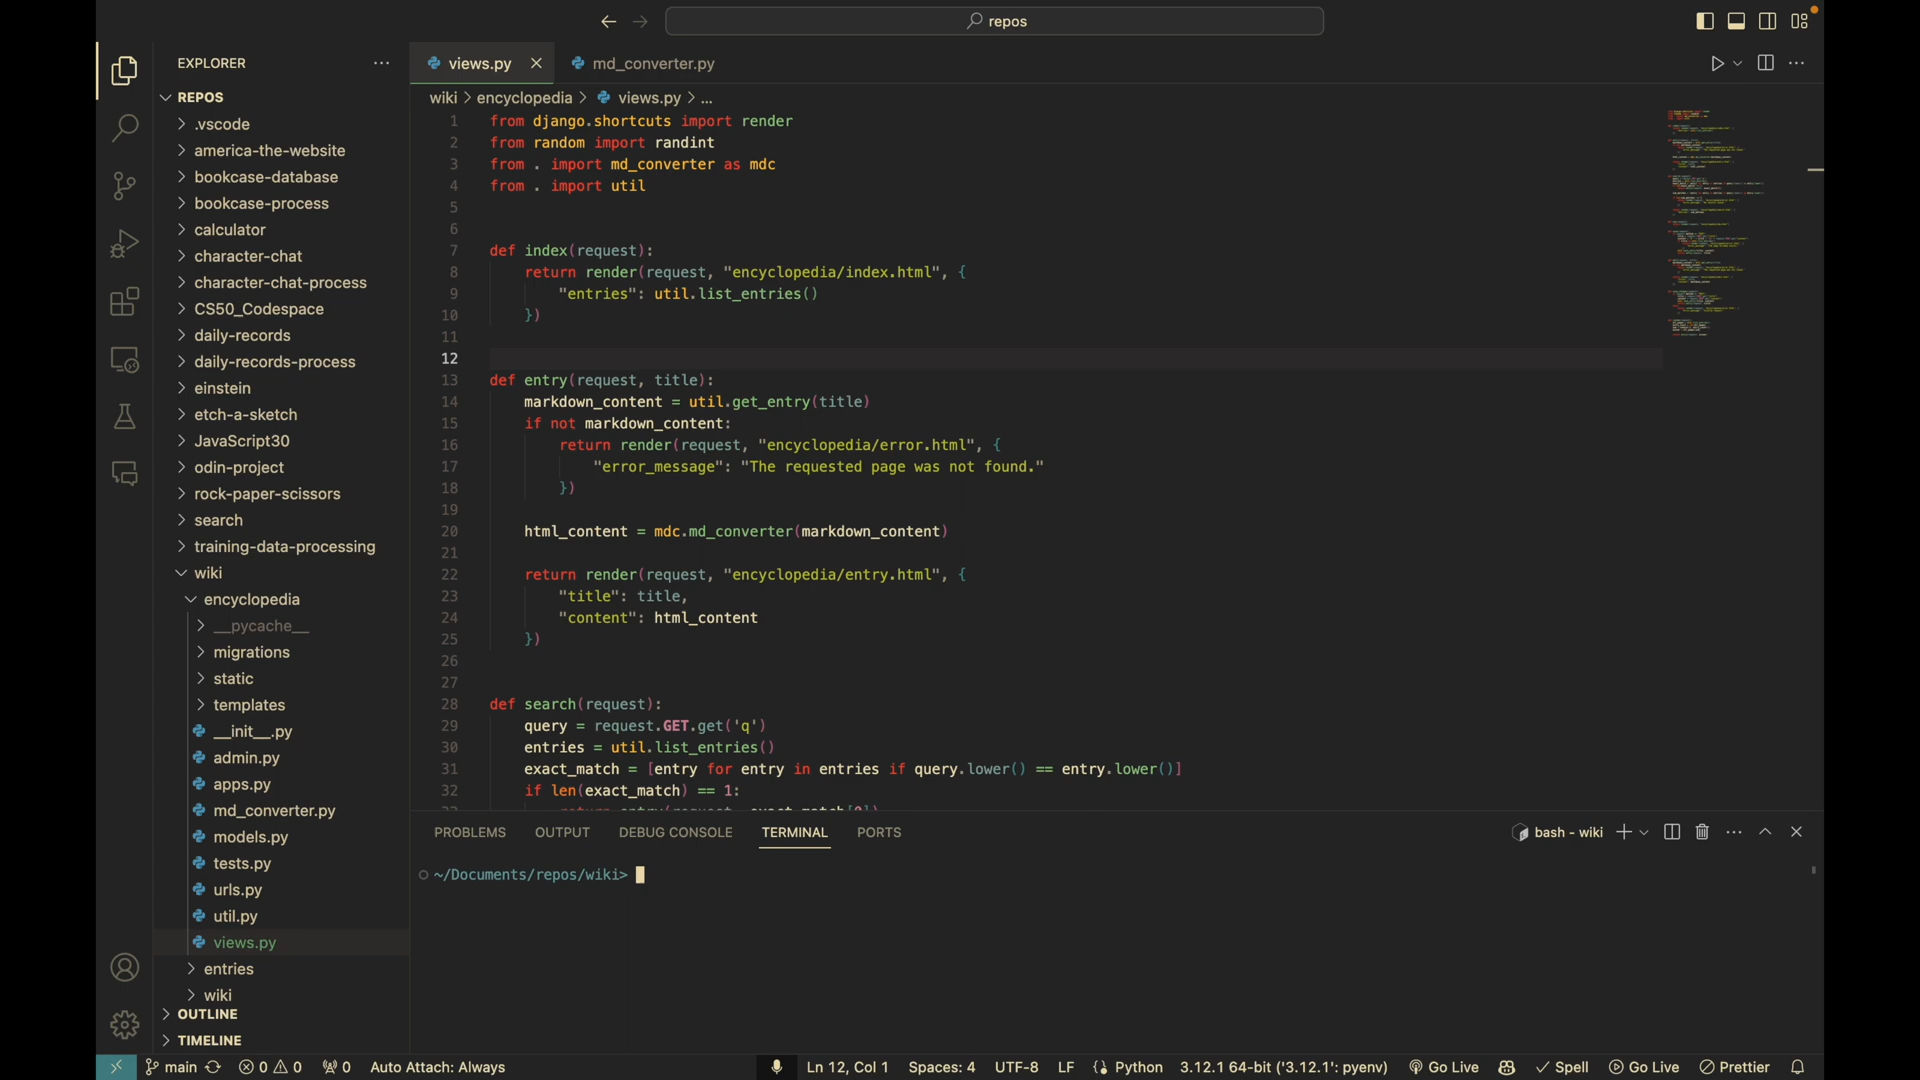 repos
EXPLORER
REPOS
.vscode
america-the-website
bookcase-database
bookcase-process
calculator
character-chat
character-chat-process
CS50_Codespace
daily-records
daily-records-process
einstein
etch-a-sketch
JavaScript30
odin-project
rock-paper-scissors
search
training-data-processing
wiki
encyclopedia
__pycache__
migrations
static
templates
__init__.py
admin.py
apps.py
md_converter.py
models.py
tests.py
urls.py
util.py
views.py
entries
wiki
OUTLINE
TIMELINE
views.py
md_converter.py
wiki > encyclopedia > views.py > ...
1 from django.shortcuts import render
2 from random import randint
3 from . import md_converter as mdc
4 from . import util
5
6
7 def index(request):
8     return render(request, "encyclopedia/index.html", {
9         "entries": util.list_entries()
10     })
11
12
13 def entry(request, title):
14     markdown_content = util.get_entry(title)
15     if not markdown_content:
16         return render(request, "encyclopedia/error.html", {
17             "error_message": "The requested page was not found."
18         })
19
20     html_content = mdc.md_converter(markdown_content)
21
22     return render(request, "encyclopedia/entry.html", {
23         "title": title,
24         "content": html_content
25     })
26
27
28 def search(request):
29     query = request.GET.get('q')
30     entries = util.list_entries()
31     exact_match = [entry for entry in entries if query.lower() == entry.lower()]
32     if len(exact_match) == 1:
PROBLEMS OUTPUT DEBUG CONSOLE TERMINAL PORTS
bash - wiki
~/Documents/repos/wiki>
main 0 0 0 Auto Attach: Always Ln 12, Col 1 Spaces: 4 UTF-8 LF Python 3.12.1 64-bit ('3.12.1': pyenv) Go Live Spell Go Live Prettier